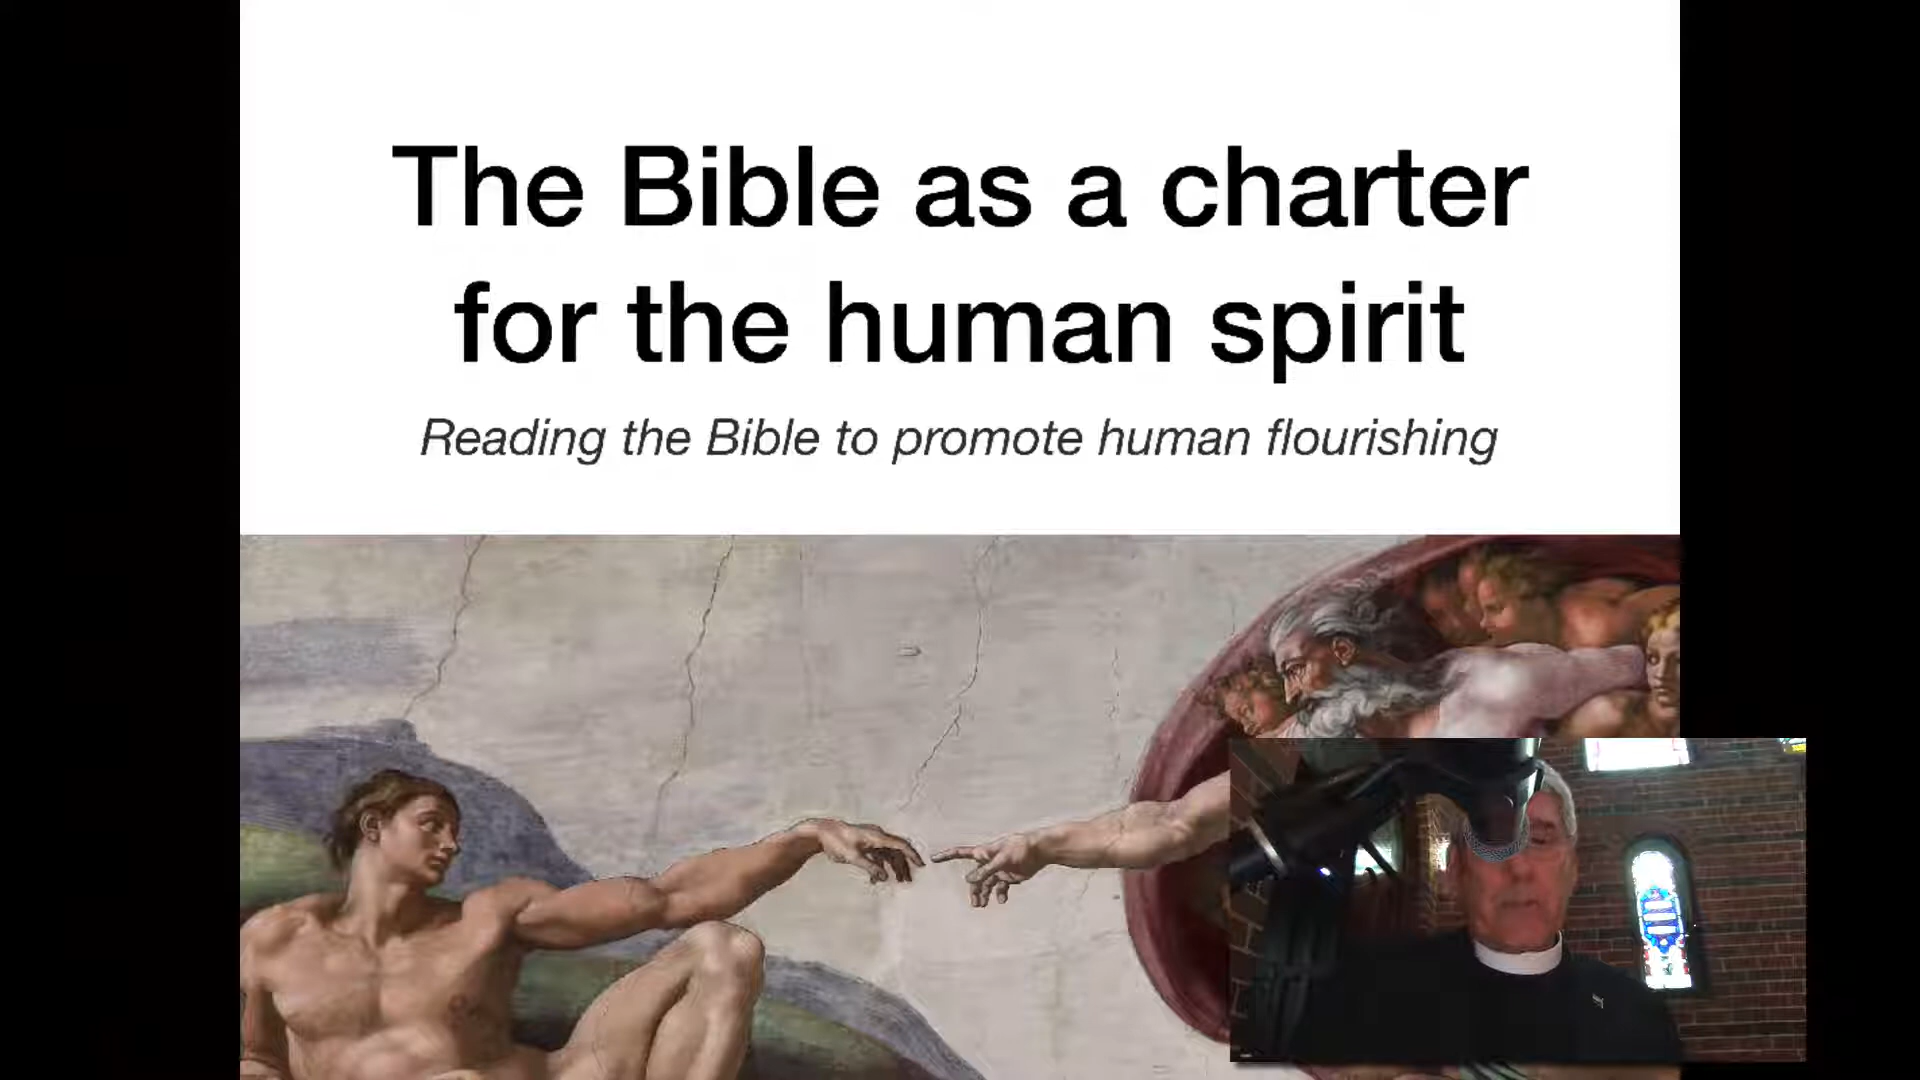 The Bible as a charter
for the human spirit
Reading the Bible to promote human flourishing